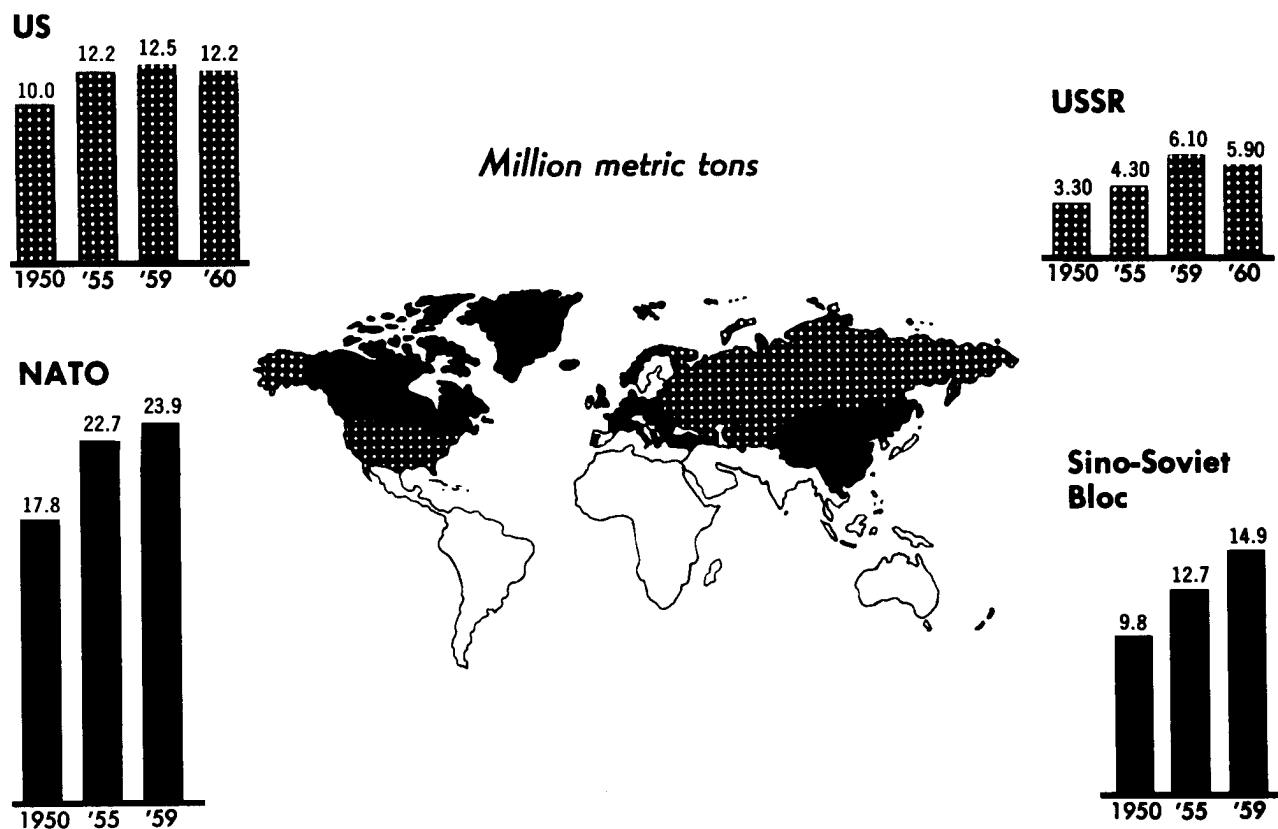 US
10.0 12.2 12.5 12.2
1950 '55 '59 '60
Million metric tons
USSR
3.30 4.30 6.10 5.90
1950 '55 '59 '60
NATO
17.8 22.7 23.9
1950 '55 '59
Sino-Soviet
Bloc
9.8 12.7 14.9
1950 '55 '59